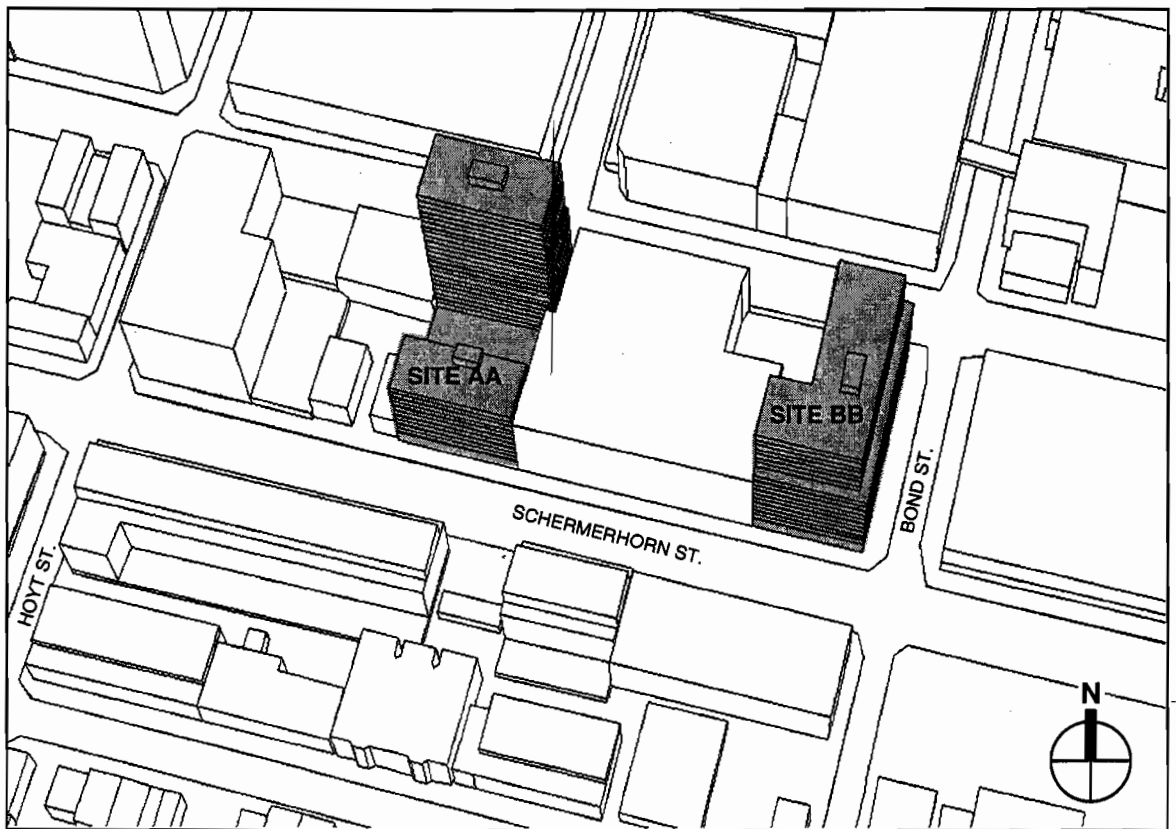 SITE AA
SITE BB
BOND ST.
SCHERMERHORN ST.
HOYT ST.
N